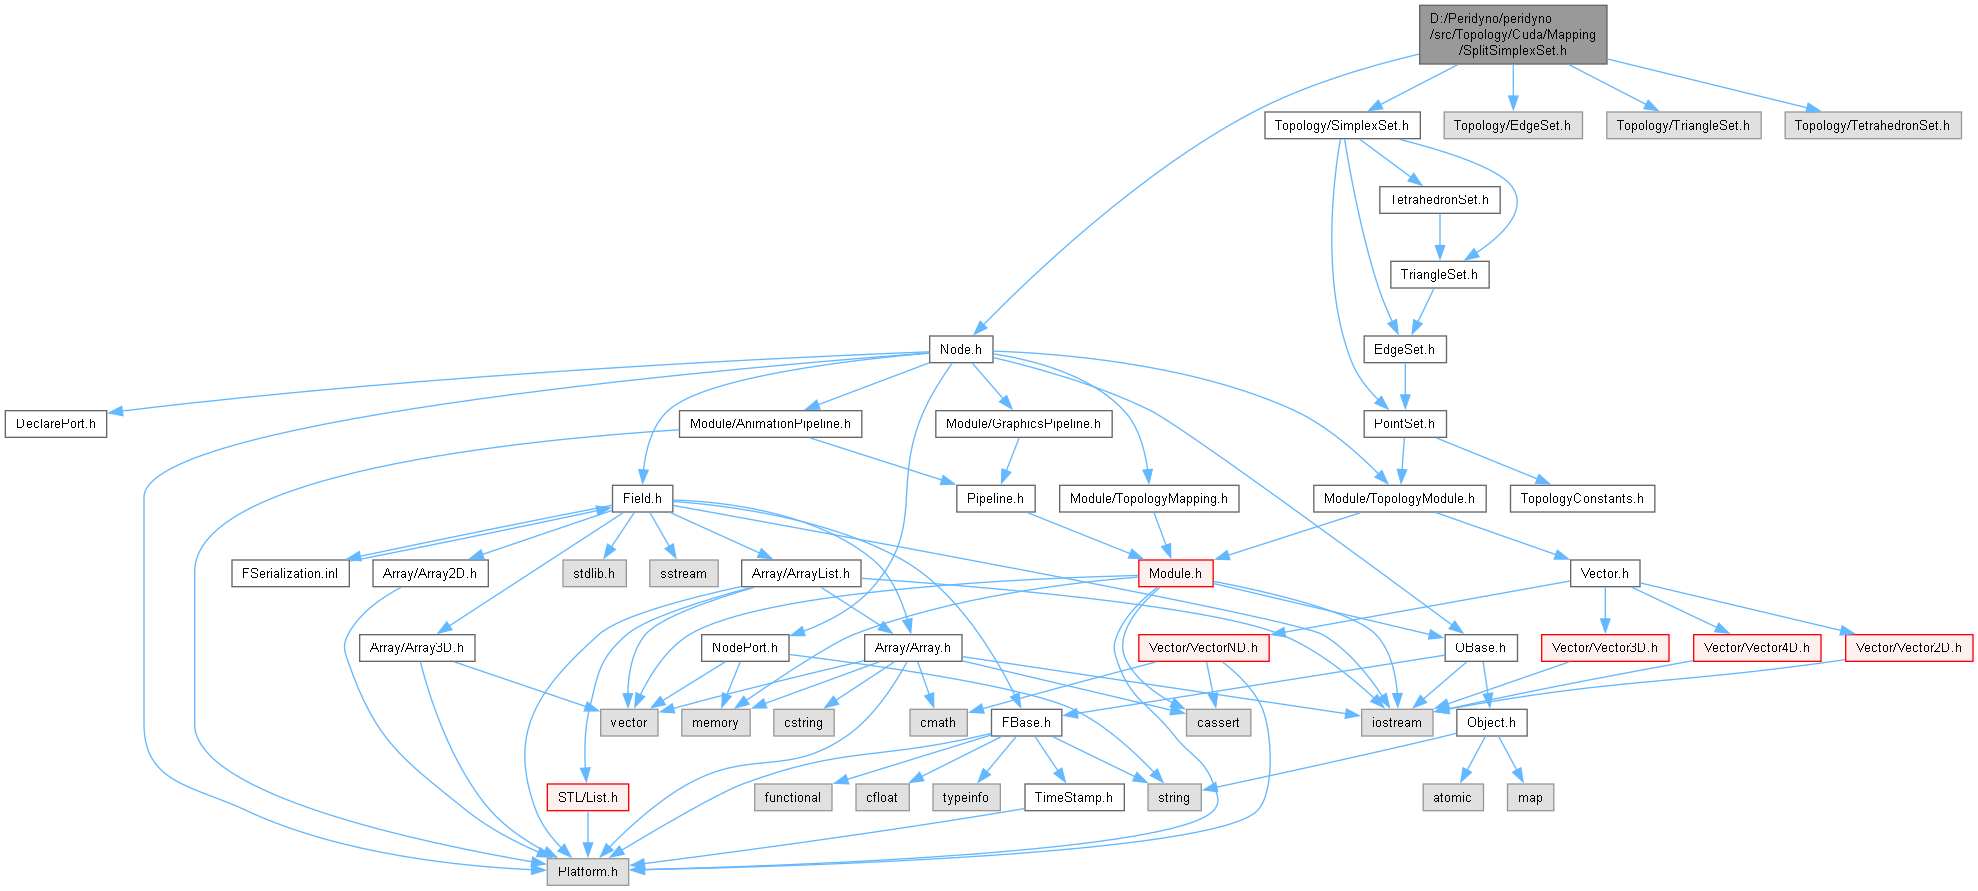 D:/Peridyno/peridyno
/src/Topology/Cuda/Mapping
/SplitSimplexSet.h
Topology/SimplexSet.h
Topology/EdgeSet.h
Topology/TriangleSet.h
Topology/TetrahedronSet.h
TetrahedronSet.h
TriangleSet.h
Node.h
EdgeSet.h
DeclarePort.h
Module/AnimationPipeline.h
Module/GraphicsPipeline.h
PointSet.h
Field.h
Pipeline.h
Module/TopologyMapping.h
Module/TopologyModule.h
TopologyConstants.h
FSerialization.inl
Array/Array2D.h
stdlib.h
sstream
Array/ArrayList.h
Module.h
Vector.h
Array/Array3D.h
NodePort.h
Array/Array.h
Vector/VectorND.h
OBase.h
Vector/Vector3D.h
Vector/Vector4D.h
Vector/Vector2D.h
vector
memory
cstring
cmath
FBase.h
cassert
iostream
Object.h
STL/List.h
functional
cfloat
typeinfo
TimeStamp.h
string
atomic
map
Platform.h